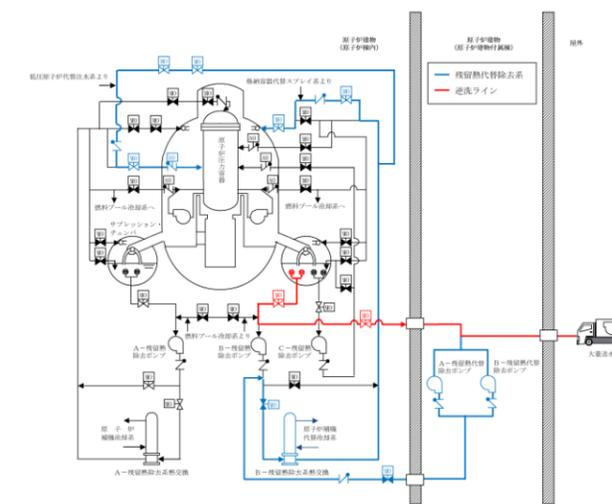 原子炉建物
(原子炉棟内)
原子炉建物
(原子炉建物付属棟)
屋外
残留熱代替除去系
逆洗ライン
低圧原子炉代替注水系より
格納容器代替スプレイ系より
原子炉圧力容器
燃料プール冷却系へ
燃料プール冷却系へ
サプレッション・
チェンバ
燃料プール冷却系より
A-残留熱
除去ポンプ
B-残留熱
除去ポンプ
C-残留熱
除去ポンプ
A-残留熱代替
除去ポンプ
B-残留熱代替
除去ポンプ
原子炉
補機冷却系
原子炉補機
代替冷却系
A-残留熱除去系熱交換
B-残留熱除去系熱交換